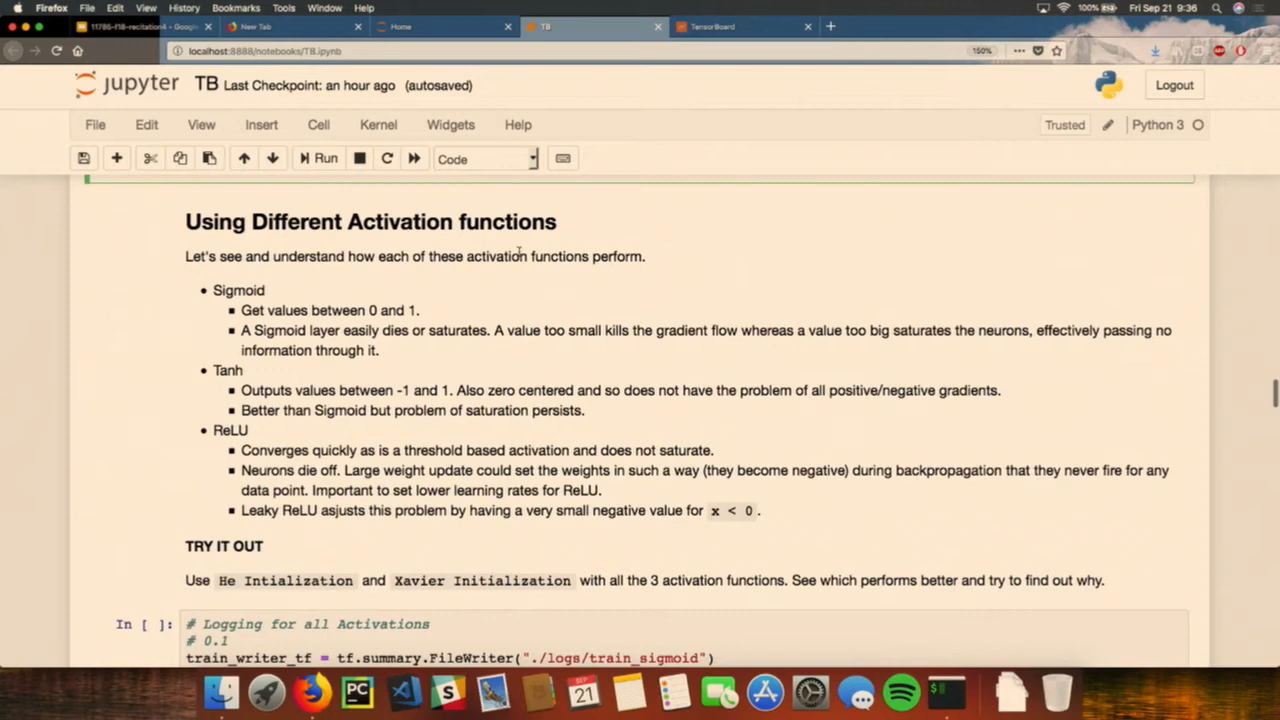 Firefox File Edit View History Bookmarks Tools Window Help 100% Fri Sep 21 9:36
11785-f18-recitation4 - Google New Tab Home TB TensorBoard
localhost:8888/notebooks/TB.ipynb 150%
jupyter TB Last Checkpoint: an hour ago (autosaved) Logout
File Edit View Insert Cell Kernel Widgets Help Trusted Python 3
Run Code
Using Different Activation functions
Let's see and understand how each of these activation functions perform.
Sigmoid
Get values between 0 and 1.
A Sigmoid layer easily dies or saturates. A value too small kills the gradient flow whereas a value too big saturates the neurons, effectively passing no
information through it.
Tanh
Outputs values between -1 and 1. Also zero centered and so does not have the problem of all positive/negative gradients.
Better than Sigmoid but problem of saturation persists.
ReLU
Converges quickly as is a threshold based activation and does not saturate.
Neurons die off. Large weight update could set the weights in such a way (they become negative) during backpropagation that they never fire for any
data point. Important to set lower learning rates for ReLU.
Leaky ReLU asjusts this problem by having a very small negative value for x < 0 .
TRY IT OUT
Use He Intialization and Xavier Initialization with all the 3 activation functions. See which performs better and try to find out why.
In [ ]: # Logging for all Activations
# 0.1
train_writer_tf = tf.summary.FileWriter("./logs/train_sigmoid")
PC
SEP
21